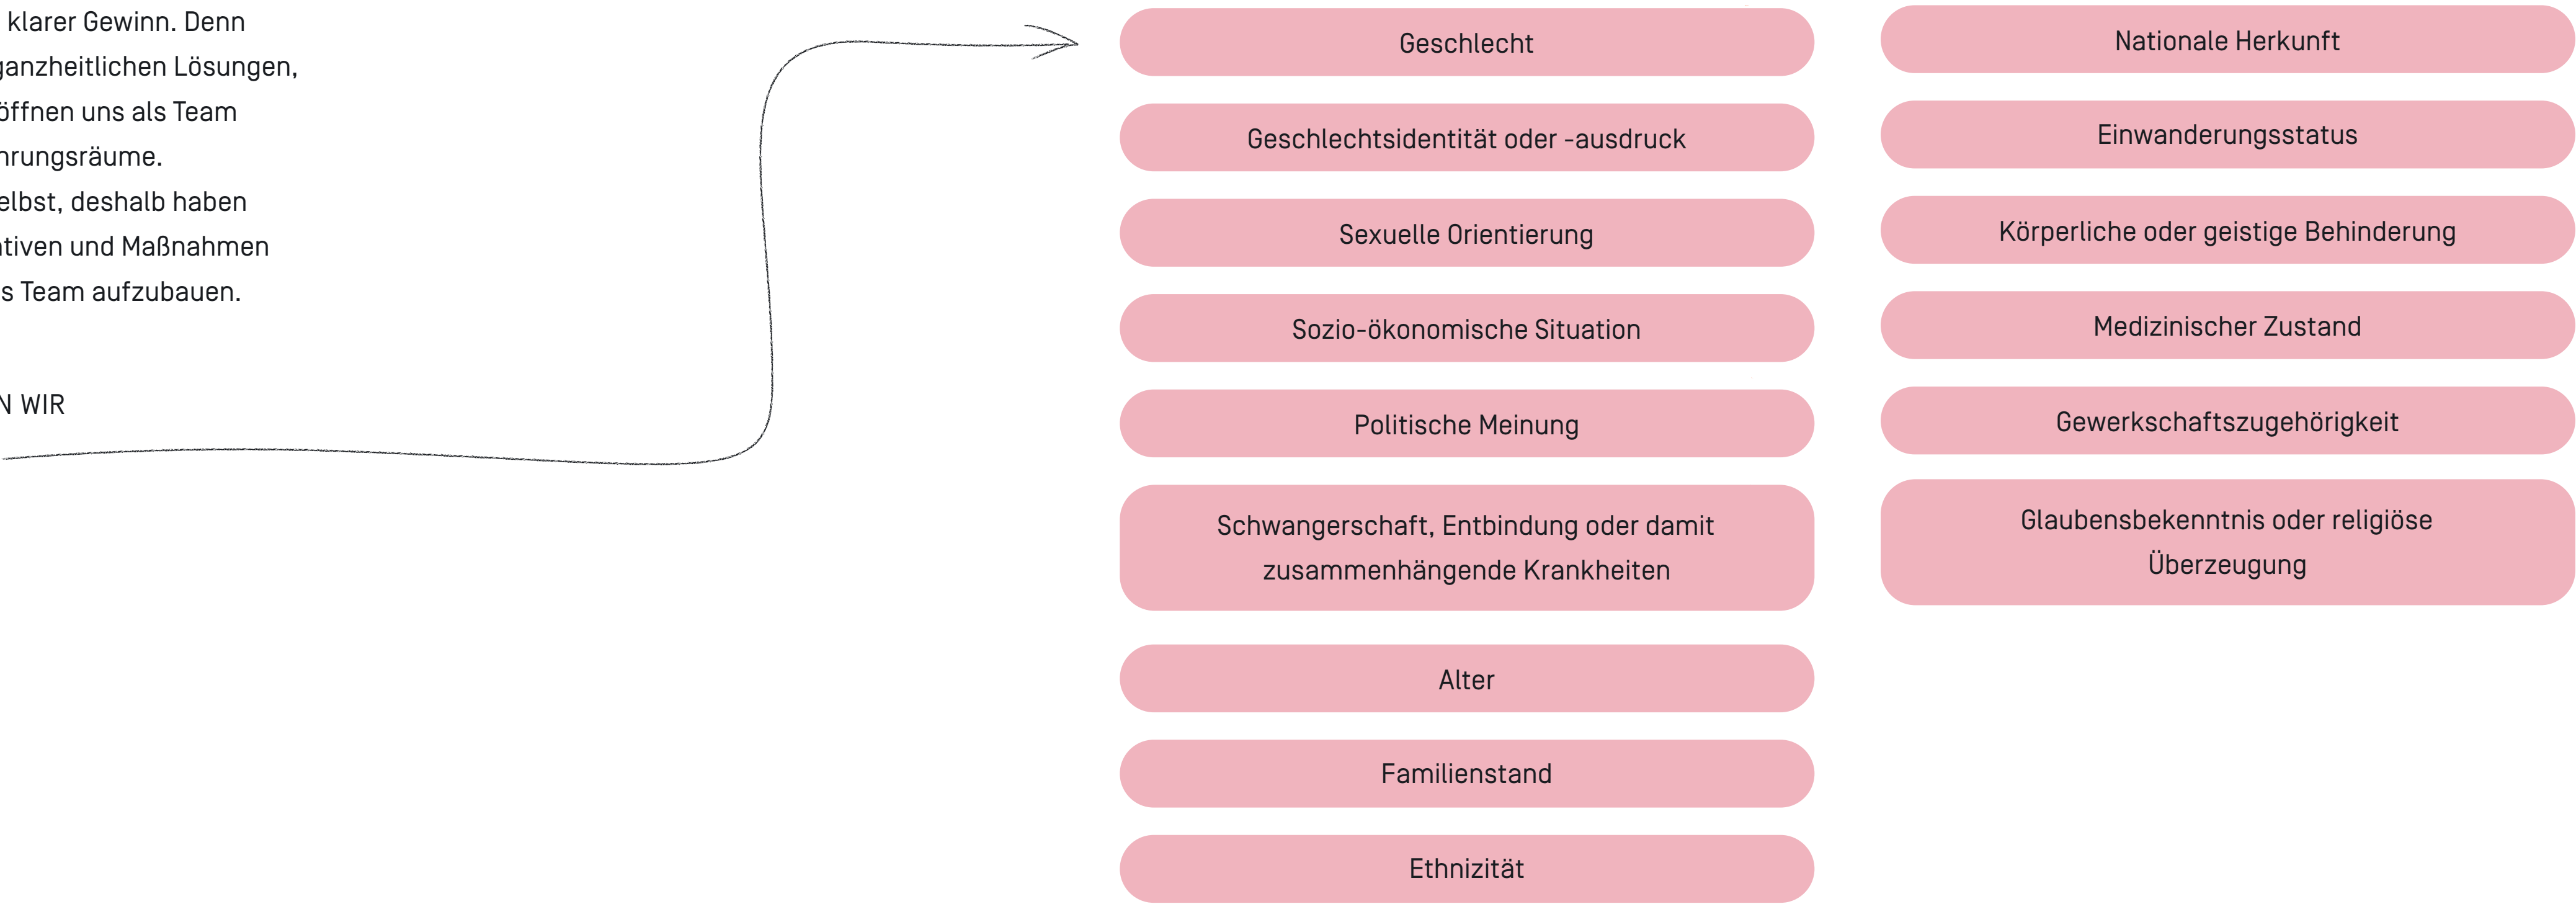 klarer Gewinn. Denn
ganzheitlichen Lösungen,
öffnen uns als Team
hrungsräume.
elbst, deshalb haben
ativen und Maßnahmen
s Team aufzubauen.
N WIR
Geschlecht
Geschlechtsidentität oder -ausdruck
Sexuelle Orientierung
Sozio-ökonomische Situation
Politische Meinung
Schwangerschaft, Entbindung oder damit
zusammenhängende Krankheiten
Alter
Familienstand
Ethnizität
Nationale Herkunft
Einwanderungsstatus
Körperliche oder geistige Behinderung
Medizinischer Zustand
Gewerkschaftszugehörigkeit
Glaubensbekenntnis oder religiöse
Überzeugung